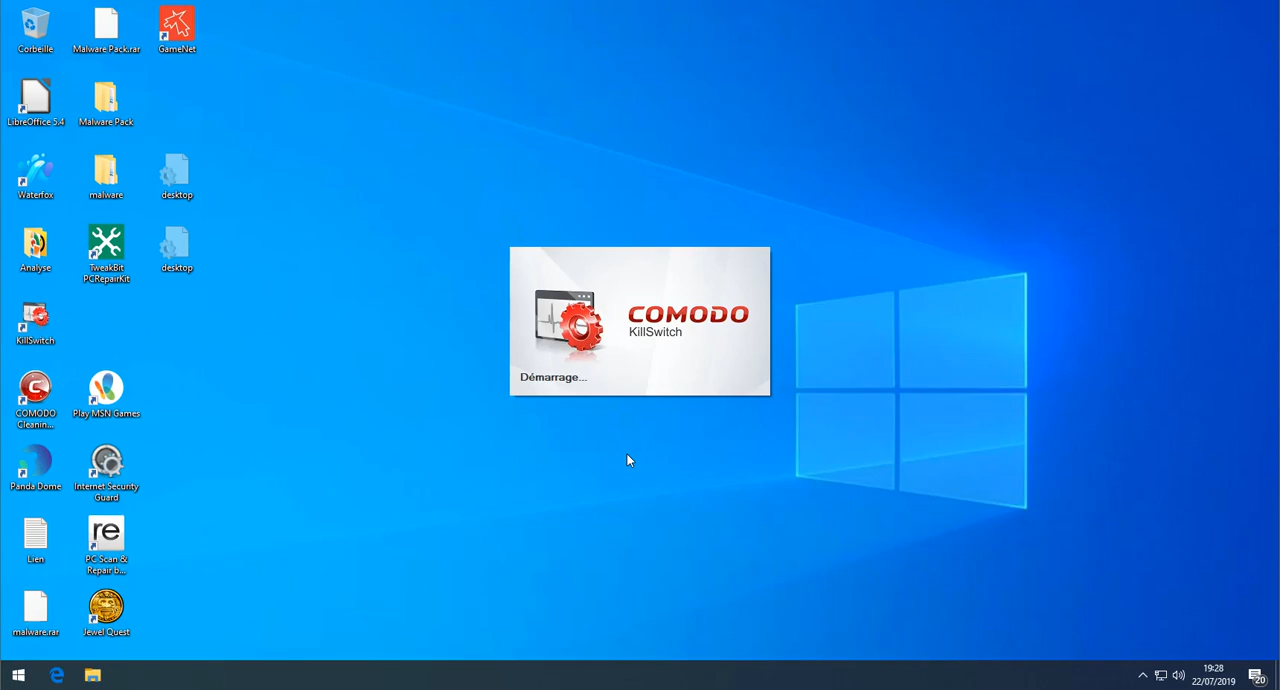 Corbeille
Malware Pack.rar
GameNet
LibreOffice 5.4
Malware Pack
Waterfox
malware
desktop
Analyse
TweakBit
PCRepairKit
desktop
KillSwitch
COMODO
KillSwitch
Démarrage...
COMODO
Cleanin...
Play MSN Games
Panda Dome
Internet Security
Guard
Lien
re
PC Scan &
Repair b...
malware.rar
Jewel Quest
19:28
22/07/2019
20